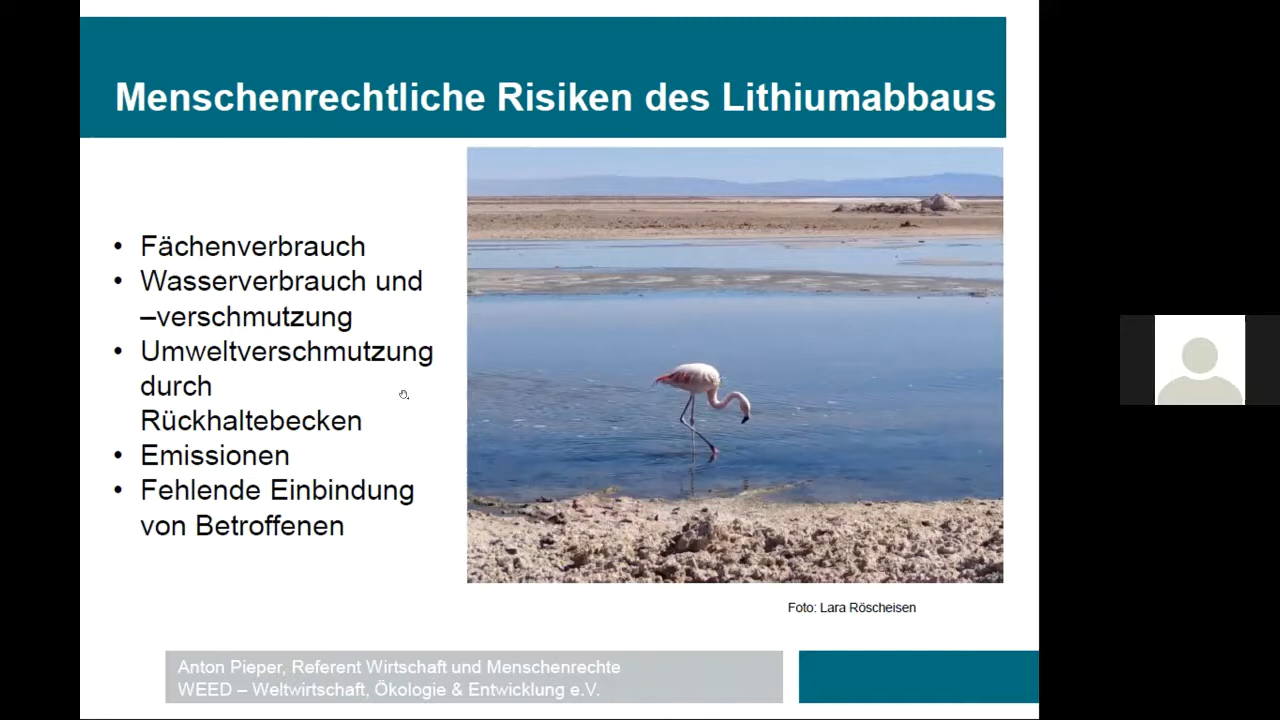 Menschenrechtliche Risiken des Lithiumabbaus
• Fächenverbrauch
• Wasserverbrauch und
–verschmutzung
• Umweltverschmutzung
durch
Rückhaltebecken
• Emissionen
• Fehlende Einbindung
von Betroffenen
Foto: Lara Röscheisen
Anton Pieper, Referent Wirtschaft und Menschenrechte
WEED – Weltwirtschaft, Ökologie & Entwicklung e.V.